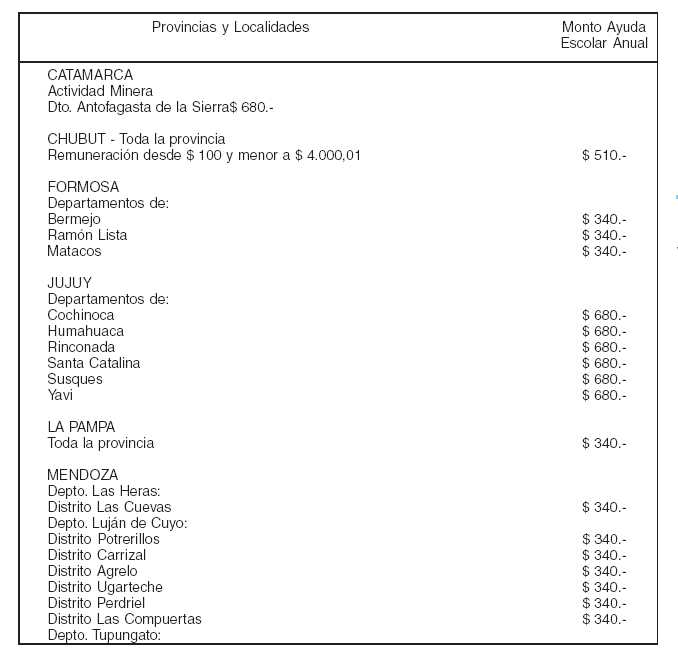 Provincias y Localidades Monto Ayuda
Escolar Anual
CATAMARCA
Actividad Minera
Dto. Antofagasta de la Sierra$ 680.-
CHUBUT - Toda la provincia
Remuneración desde $ 100 y menor a $ 4.000,01 $ 510.-
FORMOSA
Departamentos de:
Bermejo $ 340.-
Ramón Lista $ 340.-
Matacos $ 340.-
JUJUY
Departamentos de:
Cochinoca $ 680.-
Humahuaca $ 680.-
Rinconada $ 680.-
Santa Catalina $ 680.-
Susques $ 680.-
Yavi $ 680.-
LA PAMPA
Toda la provincia $ 340.-
MENDOZA
Depto. Las Heras:
Distrito Las Cuevas $ 340.-
Depto. Luján de Cuyo:
Distrito Potrerillos $ 340.-
Distrito Carrizal $ 340.-
Distrito Agrelo $ 340.-
Distrito Ugarteche $ 340.-
Distrito Perdriel $ 340.-
Distrito Las Compuertas $ 340.-
Depto. Tupungato: